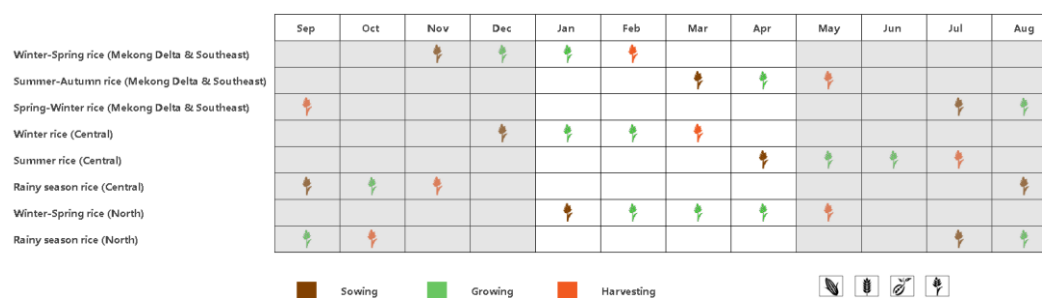 Sep Oct Nov Dec Jan Feb Mar Apr May Jun Jul Aug
Winter-Spring rice (Mekong Delta & Southeast)
Summer-Autumn rice (Mekong Delta & Southeast)
Spring-Winter rice (Mekong Delta & Southeast)
Winter rice (Central)
Summer rice (Central)
Rainy season rice (Central)
Winter-Spring rice (North)
Rainy season rice (North)
Sowing Growing Harvesting